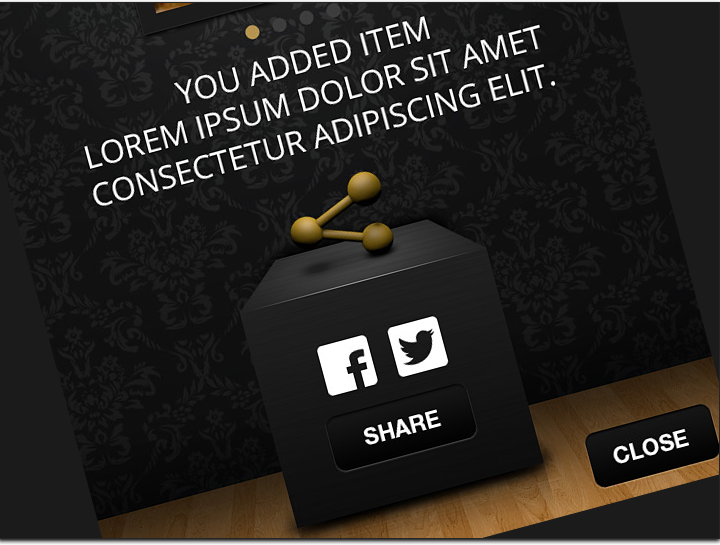 YOU ADDED ITEM
LOREM IPSUM DOLOR SIT AMET
CONSECTETUR ADIPISCING ELIT.
SHARE
CLOSE